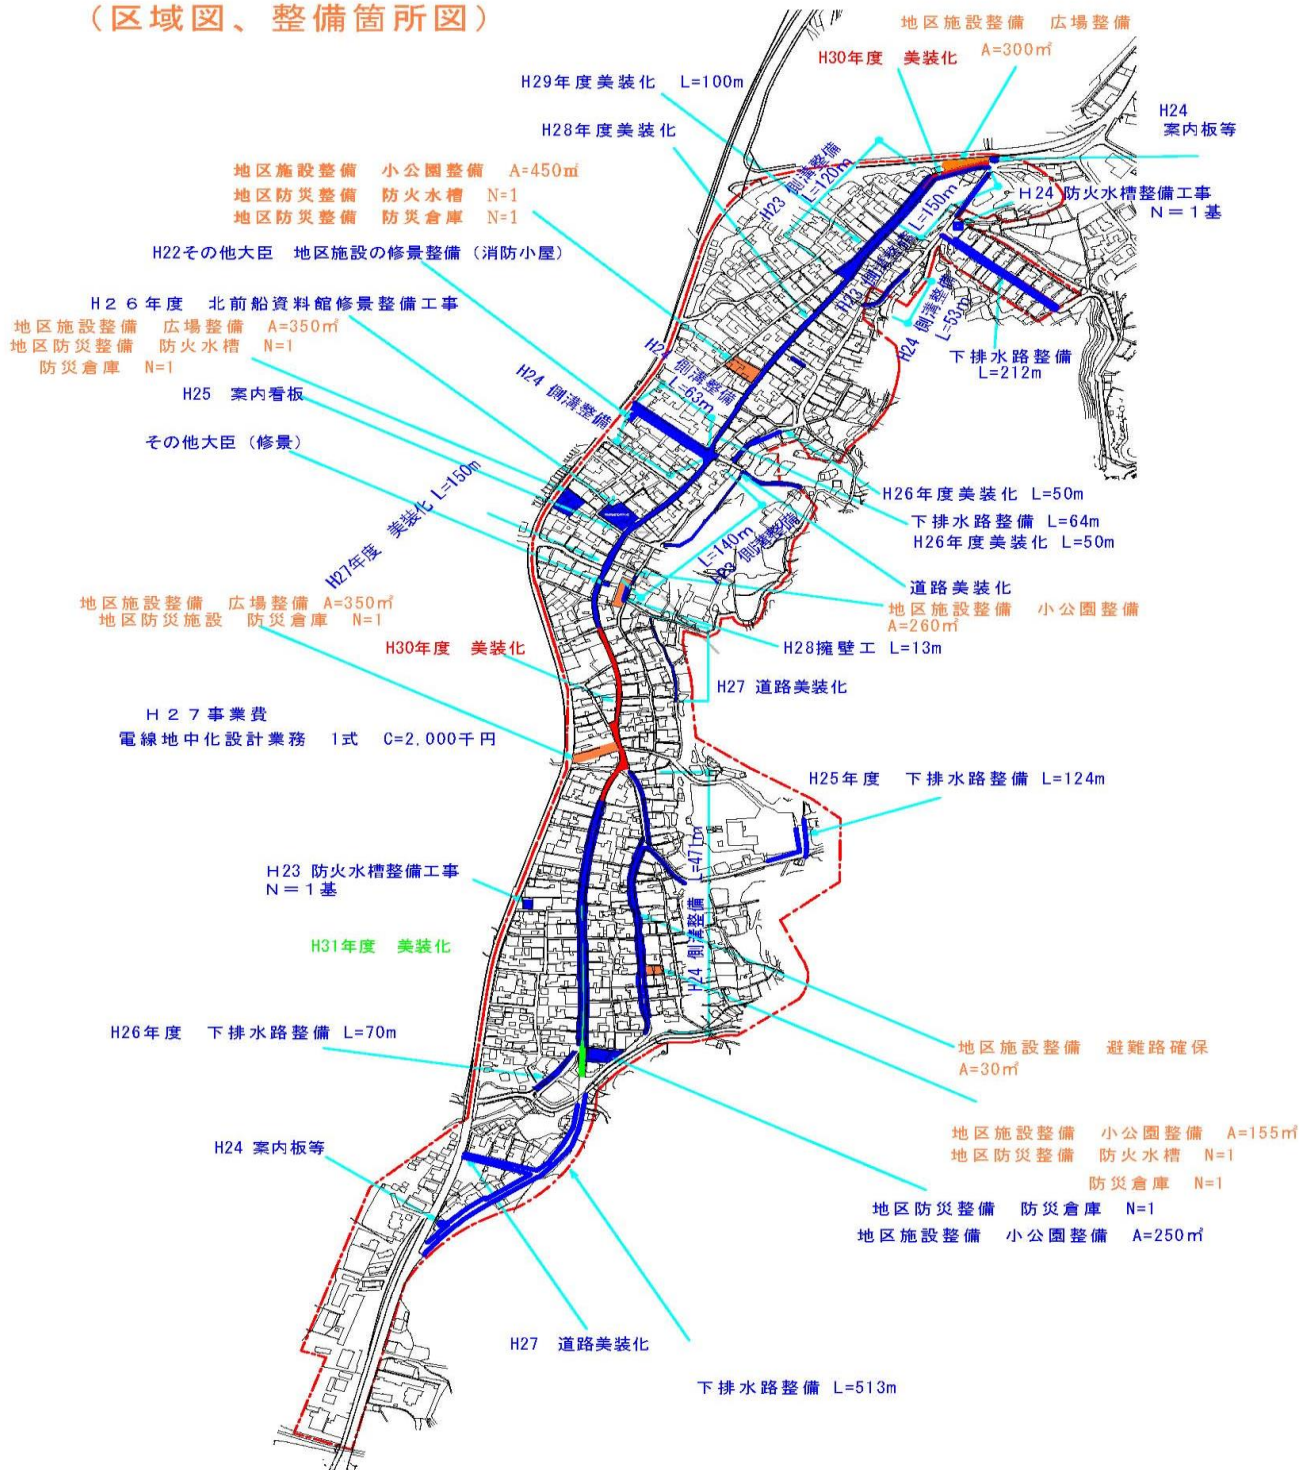 （区域図、整備箇所図）
地区施設整備　広場整備
A=300㎡
H30年度　美装化
H29年度美装化　L=100m
H28年度美装化
H24
案内板等
地区施設整備　小公園整備　A=450㎡
地区防災整備　防火水槽　N=1
地区防災整備　防災倉庫　N=1
H23 側溝整備
L=120m
L=150m
H23 側溝整備
H24 防火水槽整備工事
N＝１基
H22その他大臣　地区施設の修景整備（消防小屋）
H２６年度　北前船資料館修景整備工事
地区施設整備　広場整備　A=350㎡
地区防災整備　防火水槽　N=1
防災倉庫　N=1
H24 側溝整備
L=53m
下排水路整備
L=212m
H24 側溝整備
L=63m
H24 側溝整備
H25　案内看板
その他大臣（修景）
H27年度　美装化 L=150m
H26年度美装化 L=50m
下排水路整備 L=64m
H26年度美装化 L=50m
L=140m
H23 側溝整備
道路美装化
地区施設整備　小公園整備
A=260㎡
地区施設整備　広場整備 A=350㎡
地区防災施設　防災倉庫　N=1
H30年度　美装化
H28擁壁工 L=13m
H27 道路美装化
H２７事業費
電線地中化設計業務　1式　C=2,000千円
H25年度　下排水路整備 L=124m
H23 防火水槽整備工事
N＝１基
H24 側溝整備　L=471m
H31年度　美装化
H26年度　下排水路整備 L=70m
地区施設整備　避難路確保
A=30㎡
地区施設整備　小公園整備　A=155㎡
地区防災整備　防火水槽　N=1
防災倉庫　N=1
地区防災整備　防災倉庫　N=1
地区施設整備　小公園整備　A=250㎡
H24 案内板等
H27　道路美装化
下排水路整備 L=513m